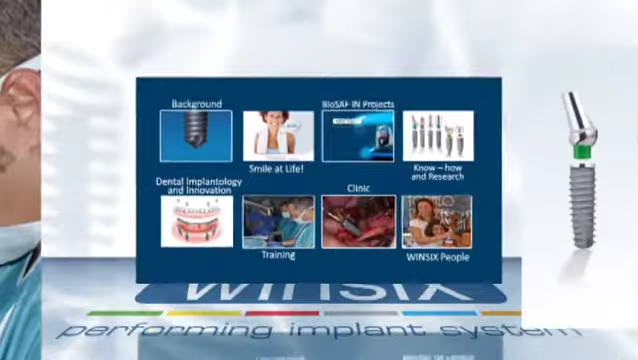 Background
BioSAF IN Projects
Smile at Life!
Know – how
and Research
Dental Implantology
and Innovation
Clinic
Training
WINSIX People
WINSIX
performing implant system